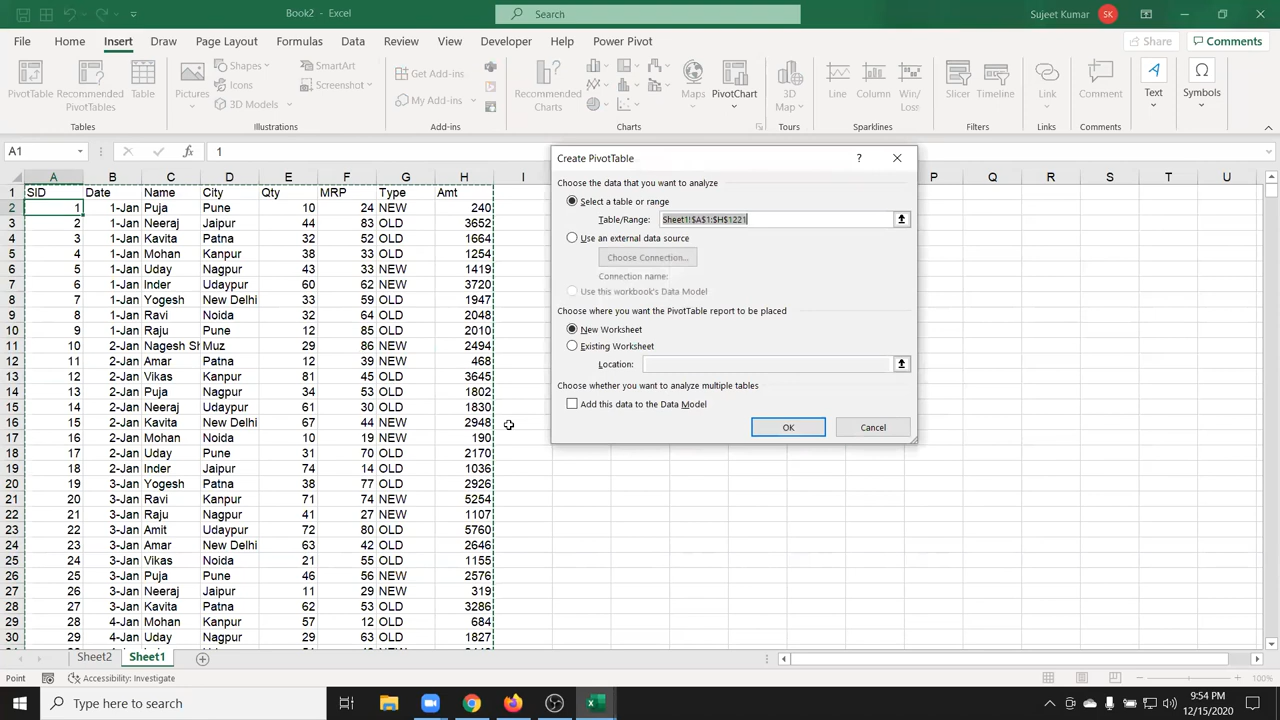 Book2 - Excel
Search
Sujeet Kumar
SK
File Home Insert Draw Page Layout Formulas Data Review View Developer Help Power Pivot
Share
Comments
PivotTable
Recommended PivotTables
Table
Tables
Pictures
Shapes
Icons
3D Models
SmartArt
Screenshot
Illustrations
Get Add-ins
My Add-ins
Add-ins
Recommended Charts
Maps
PivotChart
Charts
3D Map
Tours
Line
Column
Win/ Loss
Sparklines
Slicer
Timeline
Filters
Link
Links
Comment
Comments
Text
Symbols
Symbols
A1
fx
1
A B C D E F G H I P Q R S T U
1 SID Date Name City Qty MRP Type Amt
2 1 1-Jan Puja Pune 10 24 NEW 240
3 2 1-Jan Neeraj Jaipur 44 83 OLD 3652
4 3 1-Jan Kavita Patna 32 52 OLD 1664
5 4 1-Jan Mohan Kanpur 38 33 OLD 1254
6 5 1-Jan Uday Nagpur 43 33 NEW 1419
7 6 1-Jan Inder Udaypur 60 62 NEW 3720
8 7 1-Jan Yogesh New Delhi 33 59 OLD 1947
9 8 1-Jan Ravi Noida 32 64 OLD 2048
10 9 1-Jan Raju Pune 12 85 OLD 2010
11 10 2-Jan Nagesh Sh Muz 29 86 NEW 2494
12 11 2-Jan Amar Patna 12 39 NEW 468
13 12 2-Jan Vikas Kanpur 81 45 OLD 3645
14 13 2-Jan Puja Nagpur 34 53 OLD 1802
15 14 2-Jan Neeraj Udaypur 61 30 OLD 1830
16 15 2-Jan Kavita New Delhi 67 44 NEW 2948
17 16 2-Jan Mohan Noida 10 19 NEW 190
18 17 2-Jan Uday Pune 31 70 OLD 2170
19 18 2-Jan Inder Jaipur 74 14 OLD 1036
20 19 3-Jan Yogesh Patna 38 77 OLD 2926
21 20 3-Jan Ravi Kanpur 71 74 NEW 5254
22 21 3-Jan Raju Nagpur 41 27 NEW 1107
23 22 3-Jan Amit Udaypur 72 80 OLD 5760
24 23 3-Jan Amar New Delhi 63 42 OLD 2646
25 24 3-Jan Vikas Noida 21 55 OLD 1155
26 25 3-Jan Puja Pune 46 56 NEW 2576
27 26 3-Jan Neeraj Jaipur 11 29 NEW 319
28 27 3-Jan Kavita Patna 62 53 OLD 3286
29 28 4-Jan Mohan Kanpur 57 12 OLD 684
30 29 4-Jan Uday Nagpur 29 63 OLD 1827
Create PivotTable
?
Choose the data that you want to analyze
Select a table or range
Table/Range: Sheet1!$A$1:$H$1221
Use an external data source
Choose Connection...
Connection name:
Use this workbook's Data Model
Choose where you want the PivotTable report to be placed
New Worksheet
Existing Worksheet
Location:
Choose whether you want to analyze multiple tables
Add this data to the Data Model
OK
Cancel
Sheet2 Sheet1
Point
Accessibility: Investigate
100%
Type here to search
9:54 PM
12/15/2020